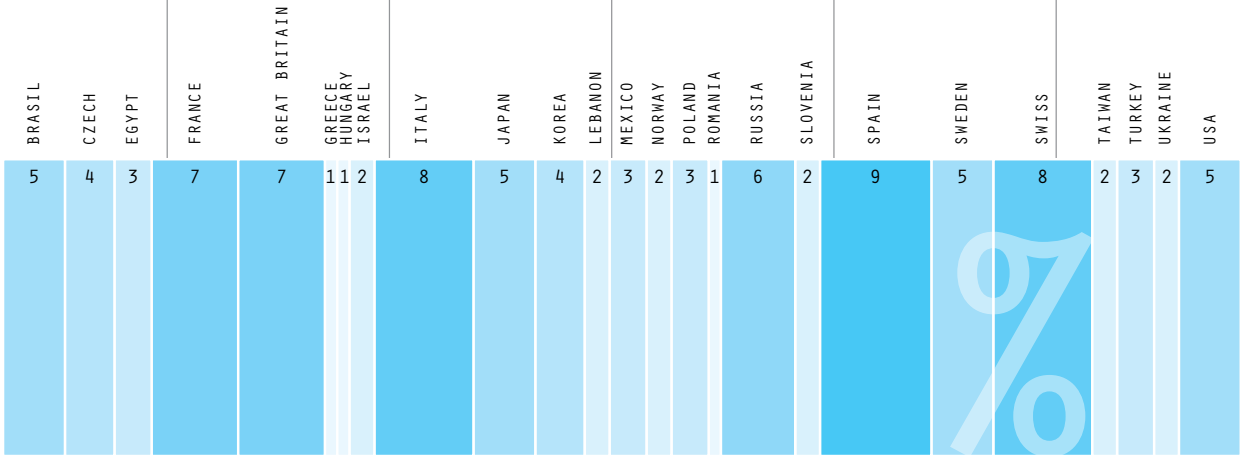 BRASIL
CZECH
EGYPT
FRANCE
GREAT BRITAIN
GREECE
HUNGARY
ISRAEL
ITALY
JAPAN
KOREA
LEBANON
MEXICO
NORWAY
POLAND
ROMANIA
RUSSIA
SLOVENIA
SPAIN
SWEDEN
SWISS
TAIWAN
TURKEY
UKRAINE
USA
5 4 3 7 7 1 1 2 8 5 4 2 3 2 3 1 6 2 9 5 8 2 3 2 5
%